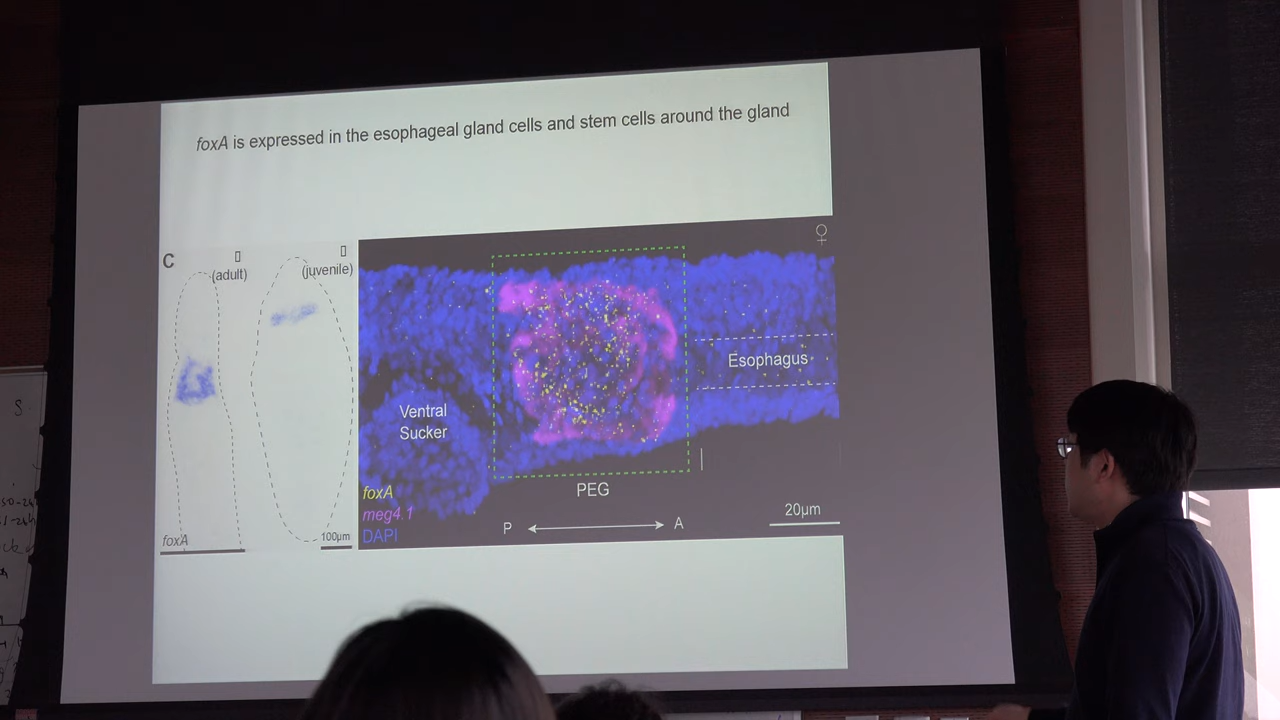 foxA is expressed in the esophageal gland cells and stem cells around the gland
C
(adult)
(juvenile)
♀
Esophagus
Ventral
Sucker
foxA
meg4.1
DAPI
PEG
P
A
20µm
foxA
100µm
S